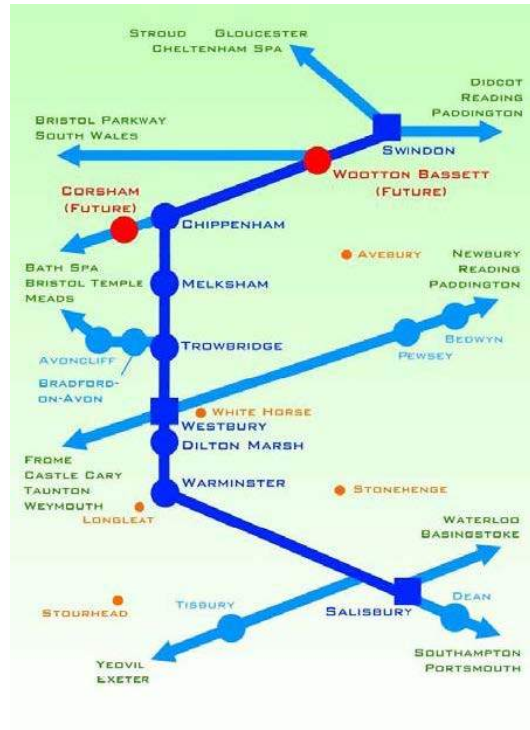 Stroud Gloucester
Cheltenham Spa
Didcot
Reading
Paddington
Bristol Parkway
South Wales
Swindon
Wootton Bassett
(Future)
Corsham
(Future)
Chippenham
Avebury
Newbury
Reading
Paddington
Bath Spa
Bristol Temple
Meads
Melksham
Bedwyn
Pewsey
Trowbridge
Avoncliff
Bradford-
on-Avon
White Horse
Westbury
Dilton Marsh
Frome
Castle Cary
Taunton
Weymouth
Warminster
Stonehenge
Longleat
Waterloo
Basingstoke
Tisbury
Dean
Salisbury
Stourhead
Southampton
Portsmouth
Yeovil
Exeter